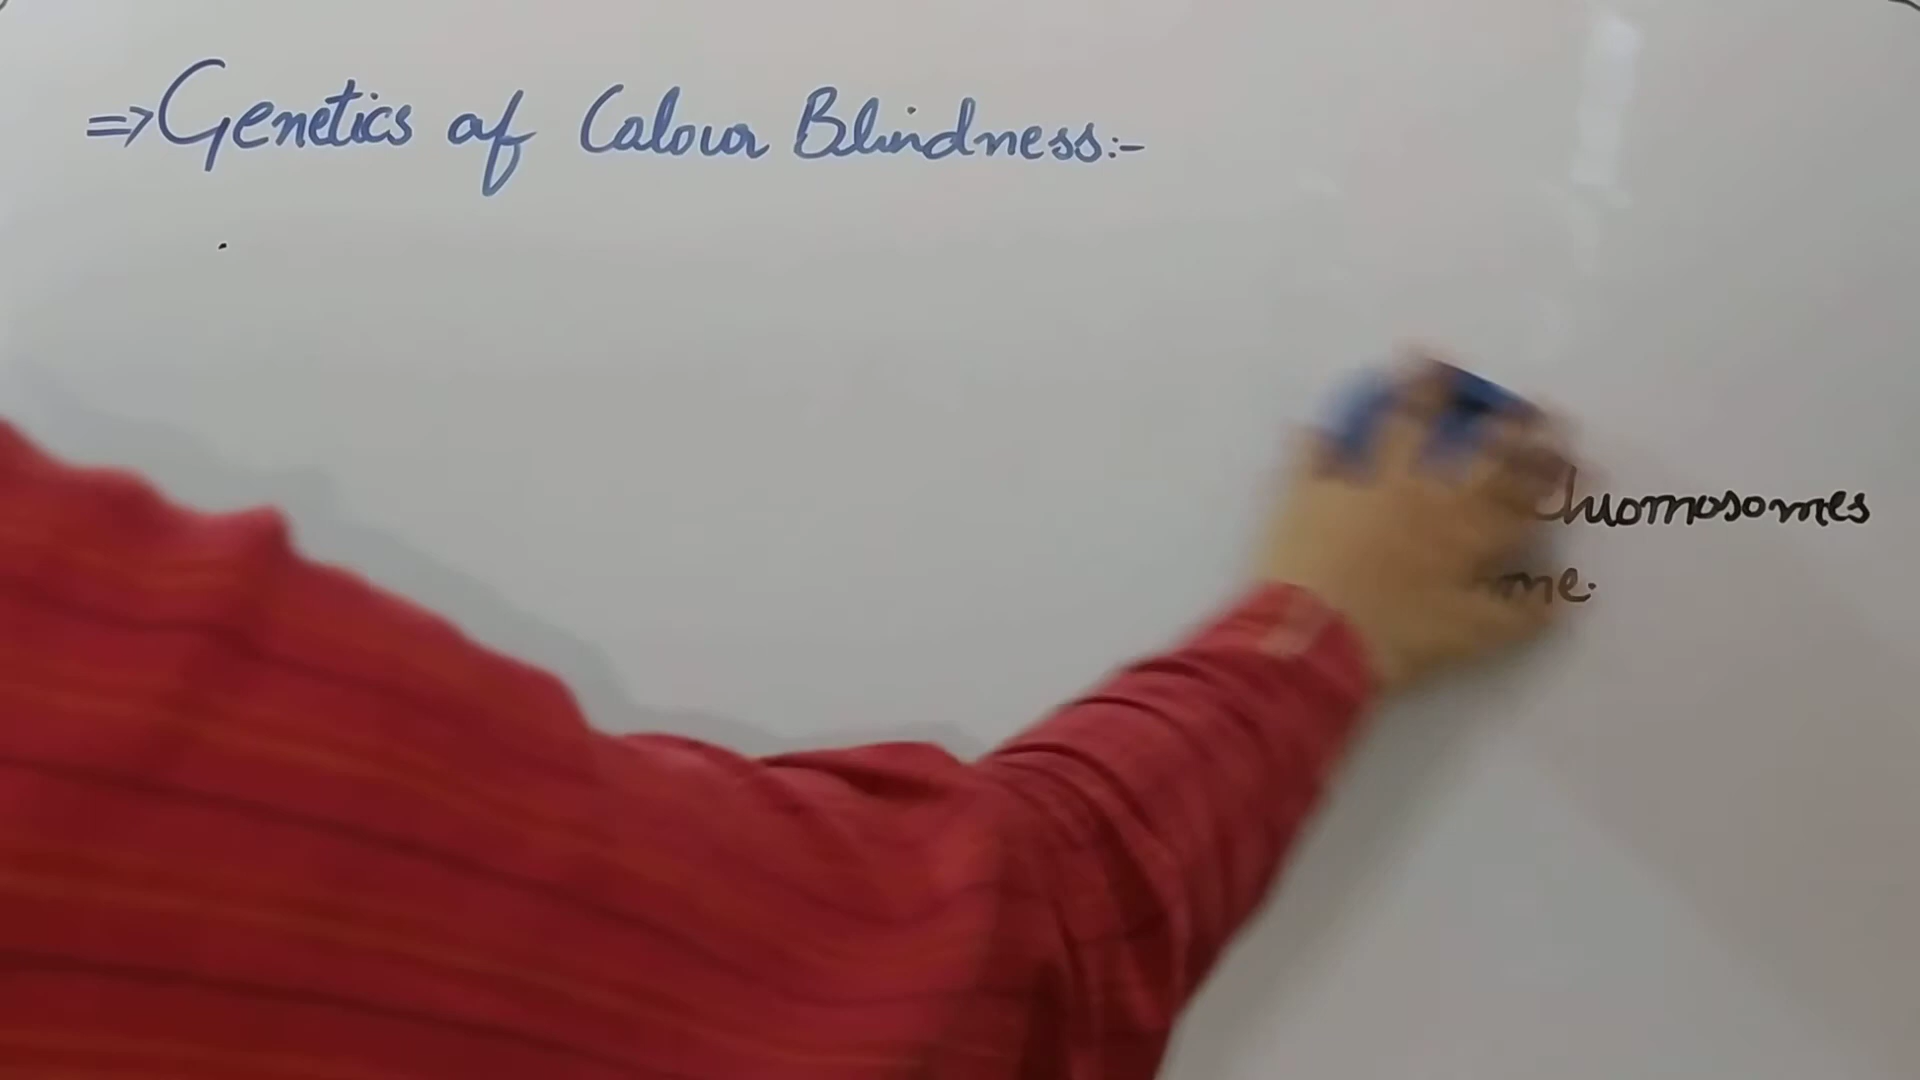 ⇒ Genetics of Colour Blindness:-
Chromosomes